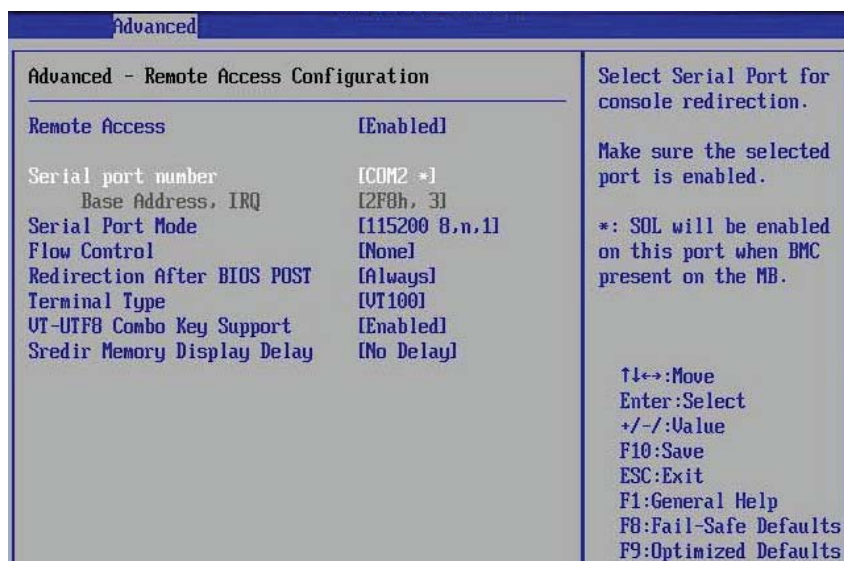 Advanced
Advanced - Remote Access Configuration
Remote Access [Enabled]
Serial port number [COM2 *]
Base Address, IRQ [2F8h, 3]
Serial Port Mode [115200 8,n,1]
Flow Control [None]
Redirection After BIOS POST [Always]
Terminal Type [VT100]
VT-UTF8 Combo Key Support [Enabled]
Sredir Memory Display Delay [No Delay]
Select Serial Port for
console redirection.
Make sure the selected
port is enabled.
*: SOL will be enabled
on this port when BMC
present on the MB.
↑↓←→:Move
Enter:Select
+/-/:Value
F10:Save
ESC:Exit
F1:General Help
F8:Fail-Safe Defaults
F9:Optimized Defaults